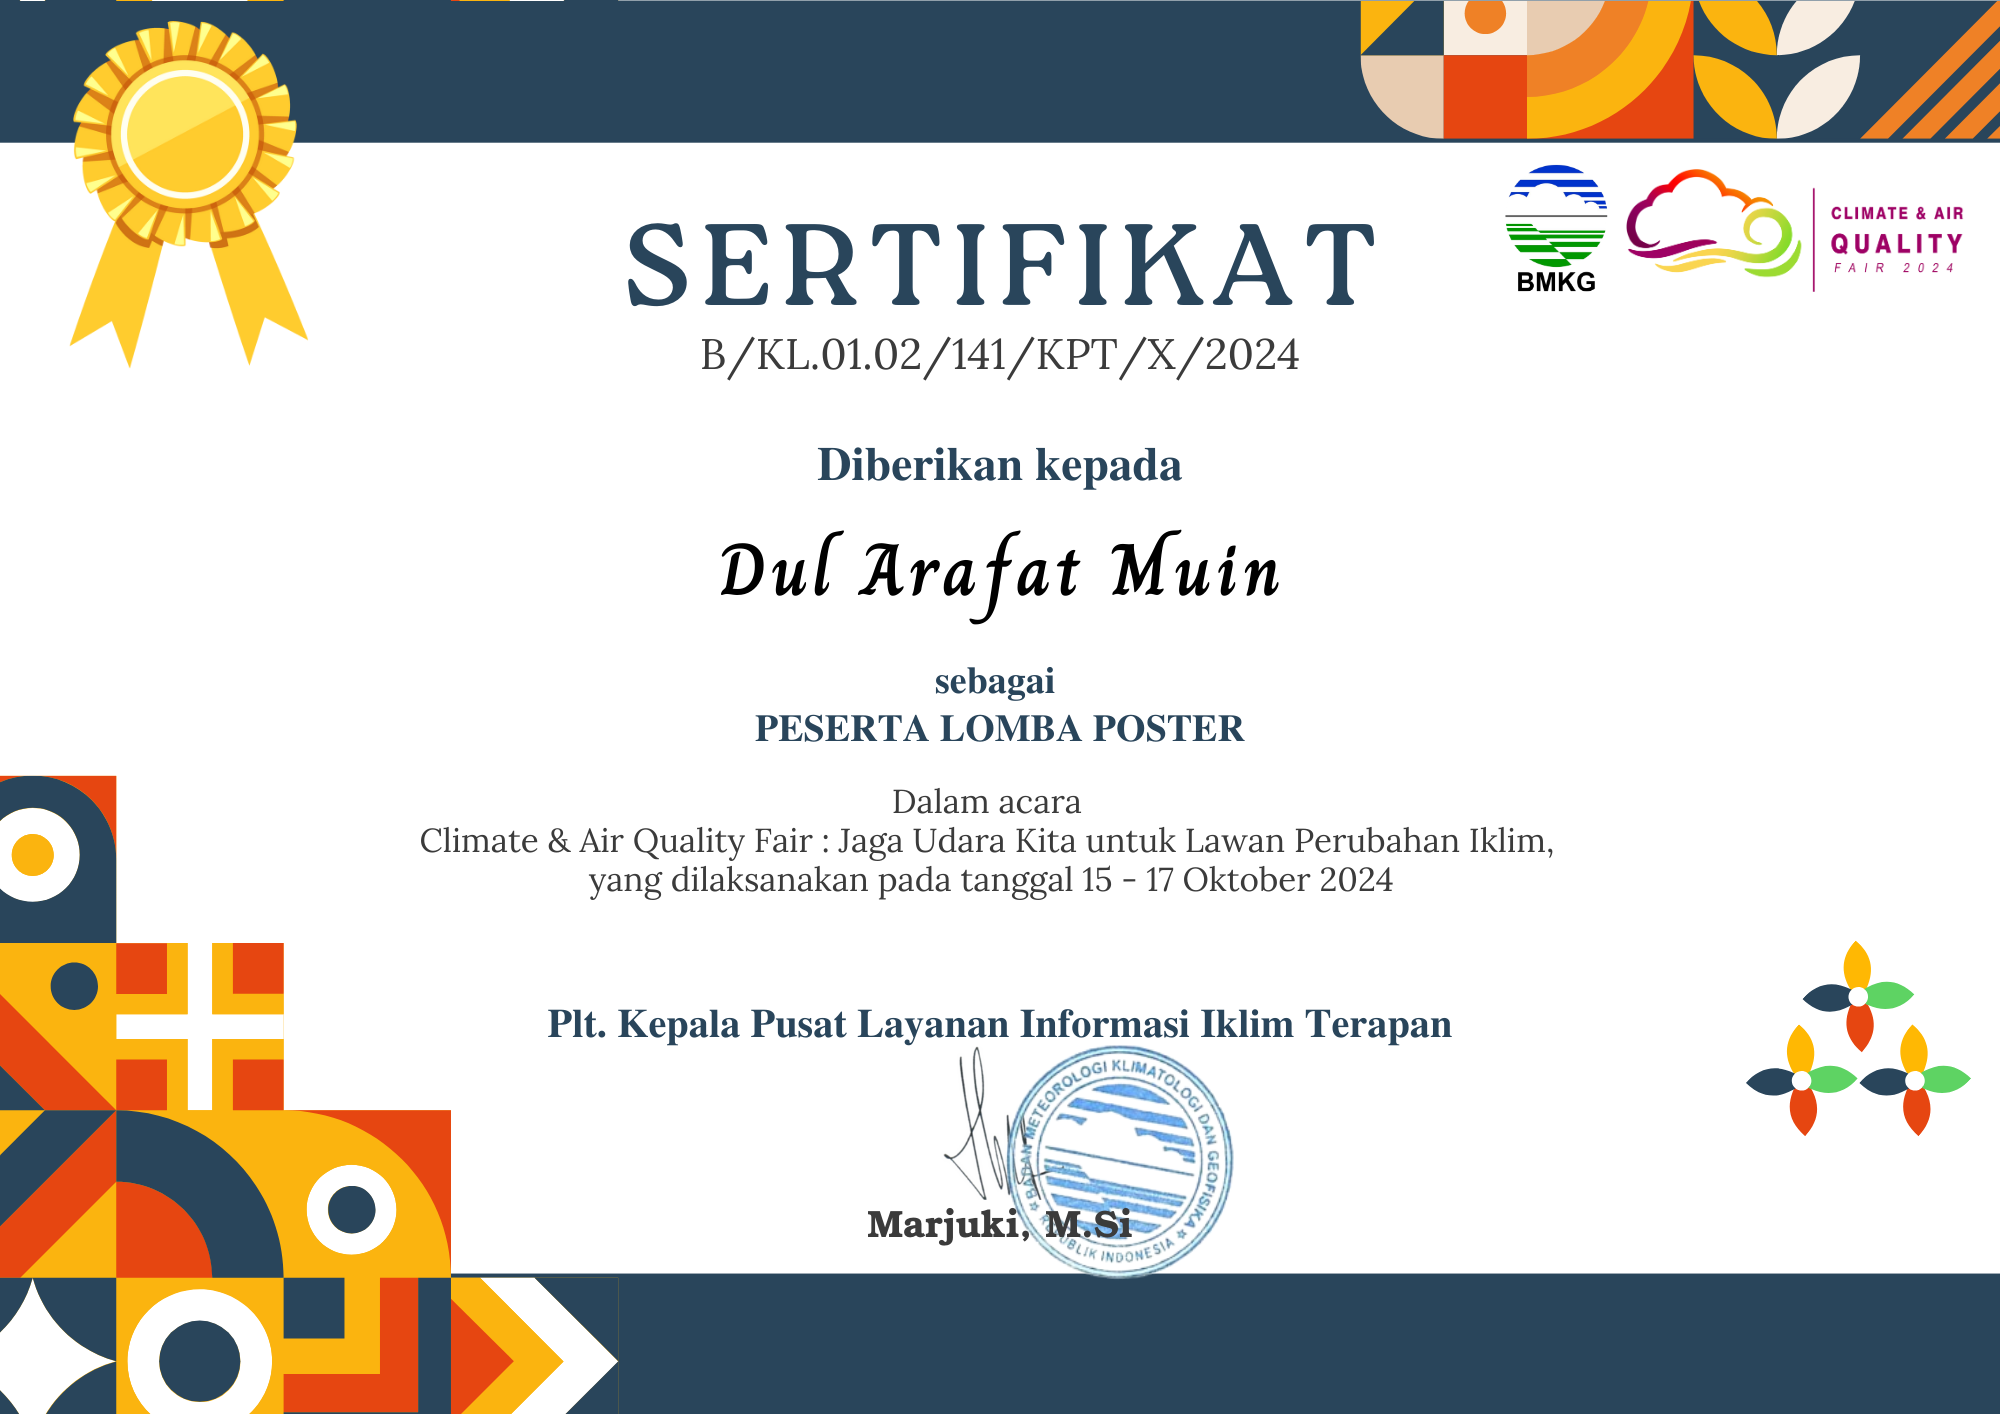 SERTIFIKAT
B/KL.01.02/141/KPT/X/2024
BMKG
CLIMATE & AIR
QUALITY
FAIR 2024
Diberikan kepada
Dul Arafat Muin
sebagai
PESERTA LOMBA POSTER
Dalam acara
Climate & Air Quality Fair : Jaga Udara Kita untuk Lawan Perubahan Iklim,
yang dilaksanakan pada tanggal 15 - 17 Oktober 2024
Plt. Kepala Pusat Layanan Informasi Iklim Terapan
BADAN METEOROLOGI KLIMATOLOGI DAN GEOFISIKA
REPUBLIK INDONESIA
Marjuki, M.Si